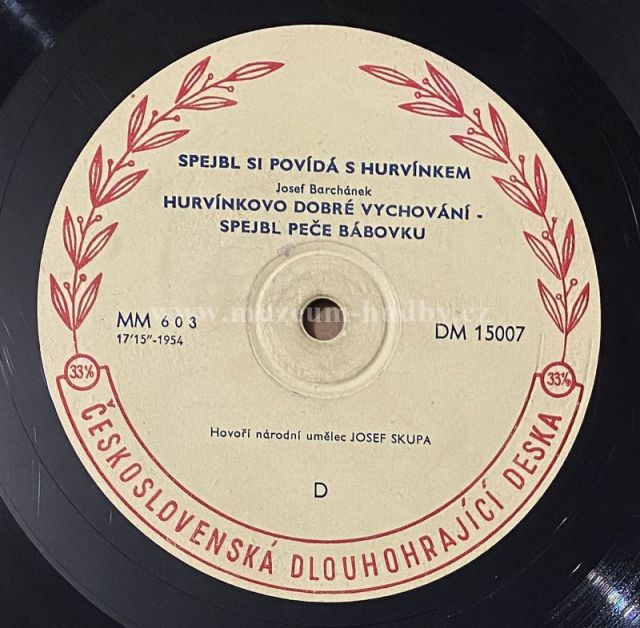 SPEJBL SI POVÍDÁ S HURVÍNKEM
Josef Barchánek
HURVÍNKOVO DOBRÉ VYCHOVÁNÍ -
SPEJBL PEČE BÁBOVKU
www.muzeum-hudby.cz
MM 603
DM 15007
17'15"-1954
33⅓
33⅓
Hovoří národní umělec JOSEF SKUPA
D
ČESKOSLOVENSKÁ DLOUHOHRAJÍCÍ DESKA